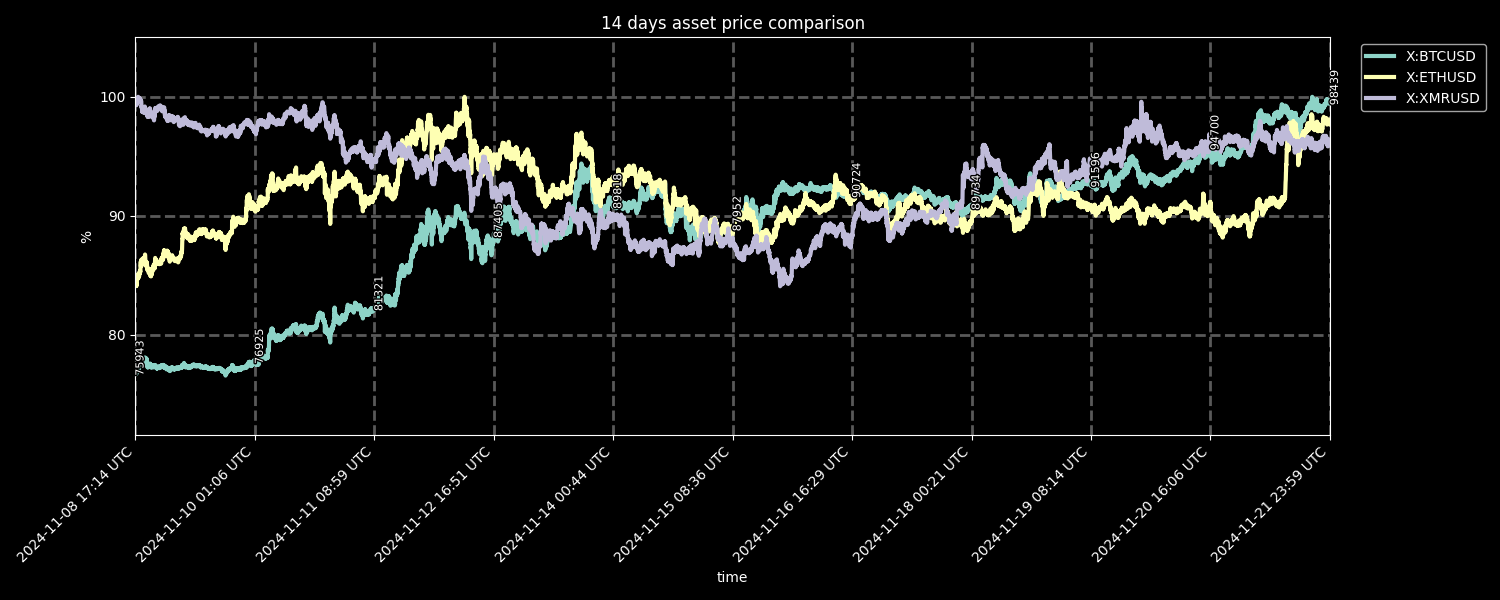 14 days asset price comparison
X:BTCUSD
X:ETHUSD
X:XMRUSD
100
90
80
%
75943
76925
81321
87405
89818
87952
90724
89734
91596
94700
98439
2024-11-08 17:14 UTC
2024-11-10 01:06 UTC
2024-11-11 08:59 UTC
2024-11-12 16:51 UTC
2024-11-14 00:44 UTC
2024-11-15 08:36 UTC
2024-11-16 16:29 UTC
2024-11-18 00:21 UTC
2024-11-19 08:14 UTC
2024-11-20 16:06 UTC
2024-11-21 23:59 UTC
time